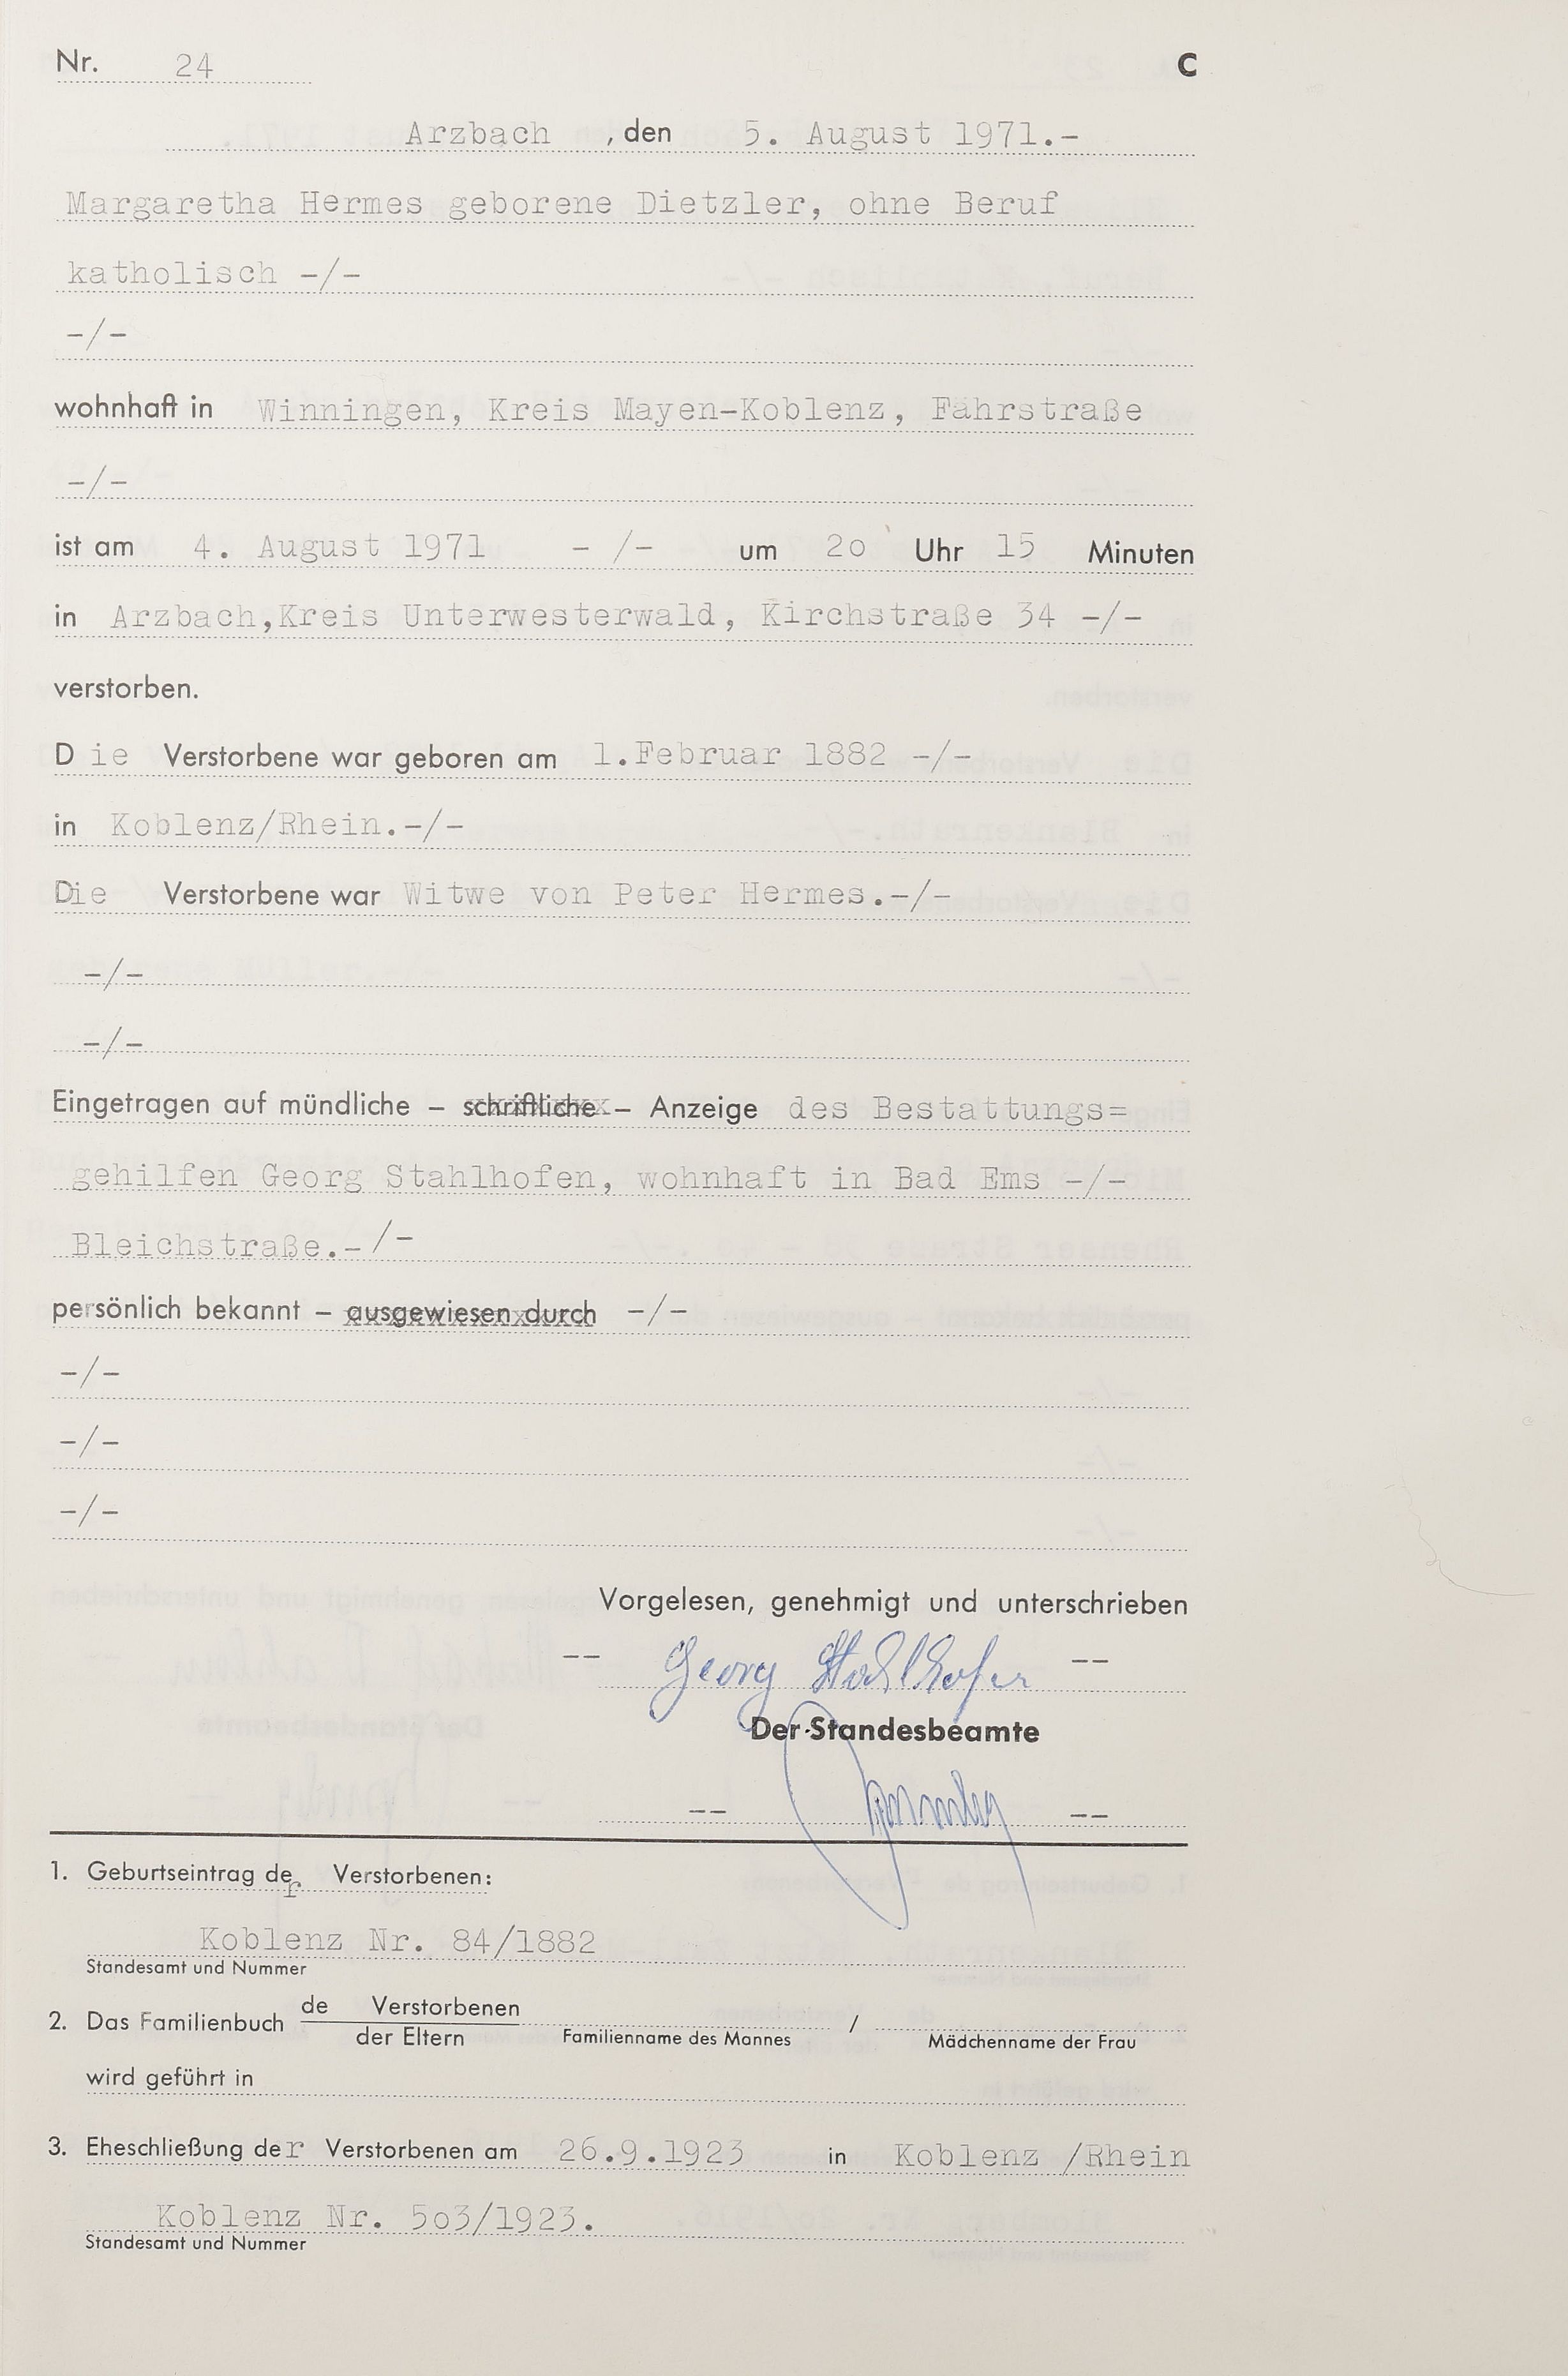 Nr. 24 C
Arzbach , den 5. August 1971.-
Margaretha Hermes geborene Dietzler, ohne Beruf
katholisch -/-
-/-
wohnhaft in Winningen, Kreis Mayen-Koblenz, Fährstraße
-/-
ist am 4. August 1971 - /- um 2o Uhr 15 Minuten
in Arzbach,Kreis Unterwesterwald, Kirchstraße 34 -/-
verstorben.
Die Verstorbene war geboren am 1.Februar 1882 -/-
in Koblenz/Rhein.-/-
Die Verstorbene war Witwe von Peter Hermes.-/-
-/-
-/-
Eingetragen auf mündliche – schriftliche – Anzeige des Bestattungs=
gehilfen Georg Stahlhofen, wohnhaft in Bad Ems -/-
Bleichstraße.-/-
persönlich bekannt – ausgewiesen durch -/-
-/-
-/-
-/-
Vorgelesen, genehmigt und unterschrieben
-- Georg Stahlhofen --
Der Standesbeamte
-- --
1. Geburtseintrag der Verstorbenen:
Koblenz Nr. 84/1882
Standesamt und Nummer
2. Das Familienbuch de Verstorbenen / 
der Eltern Familienname des Mannes Mädchenname der Frau
wird geführt in
3. Eheschließung der Verstorbenen am 26.9.1923 in Koblenz /Rhein
Koblenz Nr. 5o3/1923.
Standesamt und Nummer